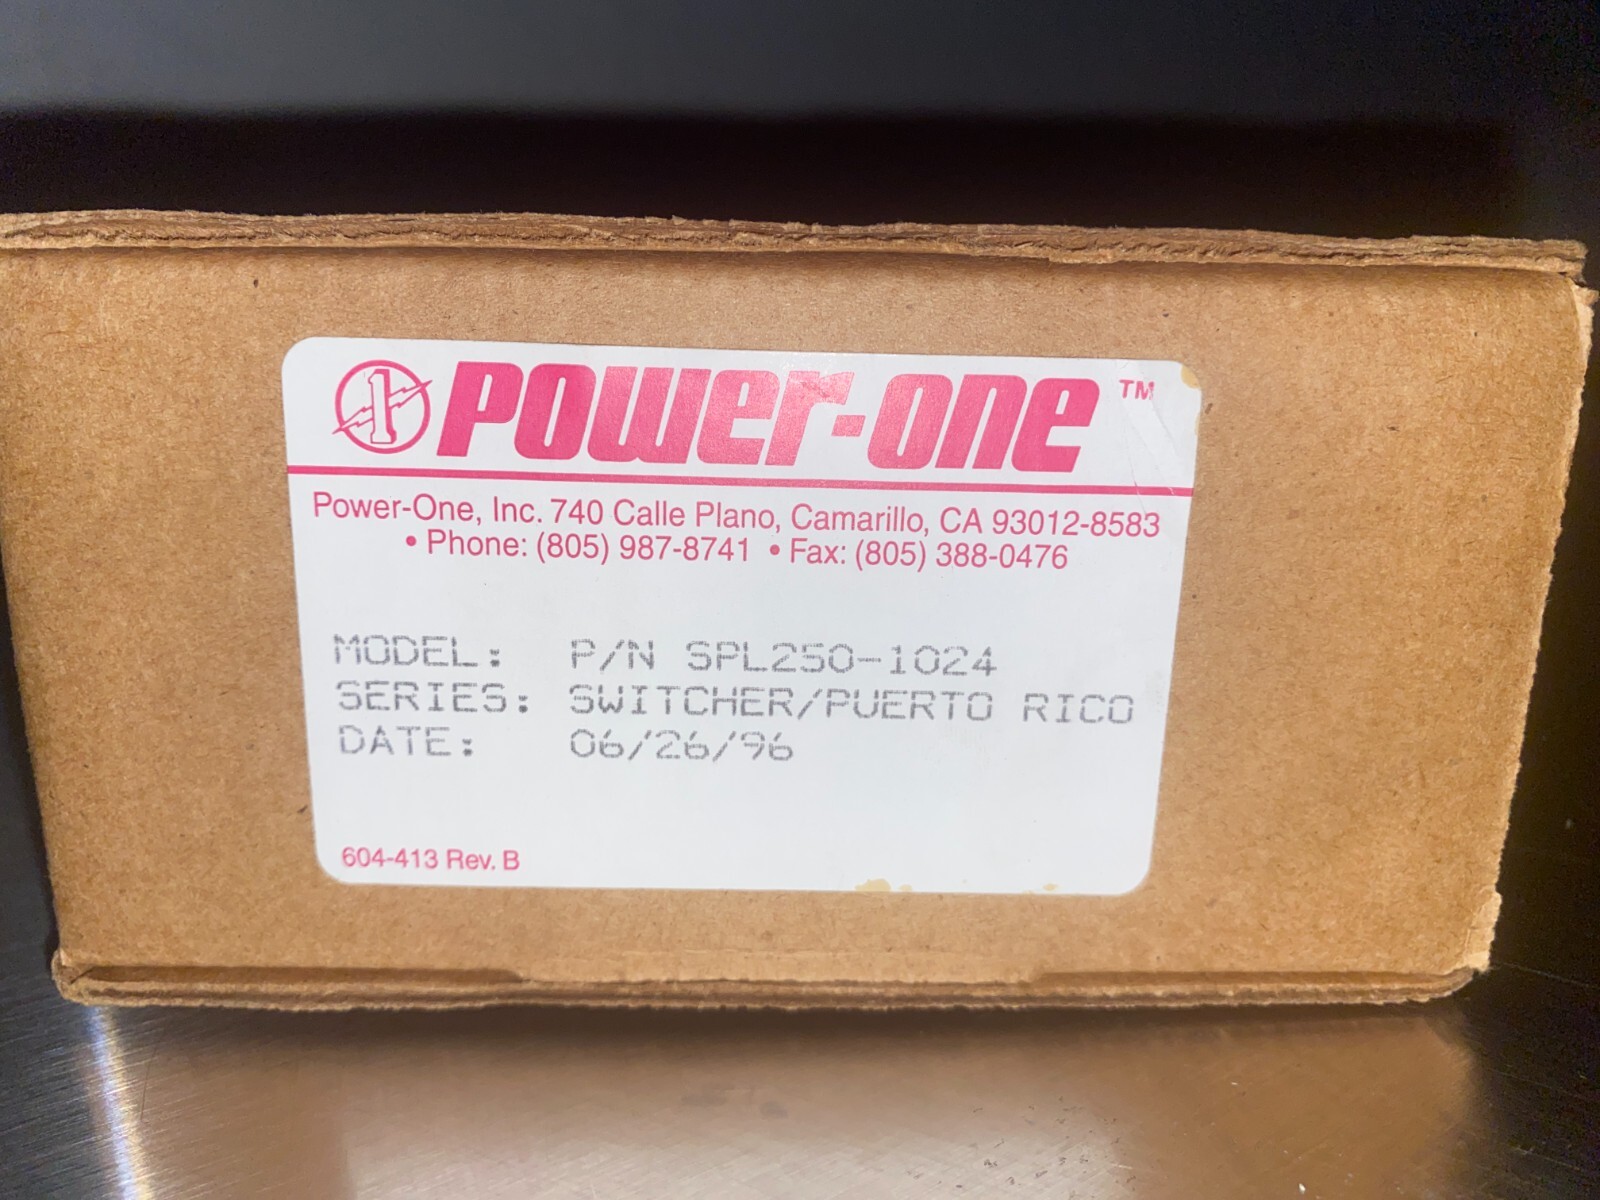 1 POWER-ONE ™
Power-One, Inc. 740 Calle Plano, Camarillo, CA 93012-8583
• Phone: (805) 987-8741 • Fax: (805) 388-0476
MODEL: P/N SPL250-1024
SERIES: SWITCHER/PUERTO RICO
DATE: 06/26/96
604-413 Rev. B